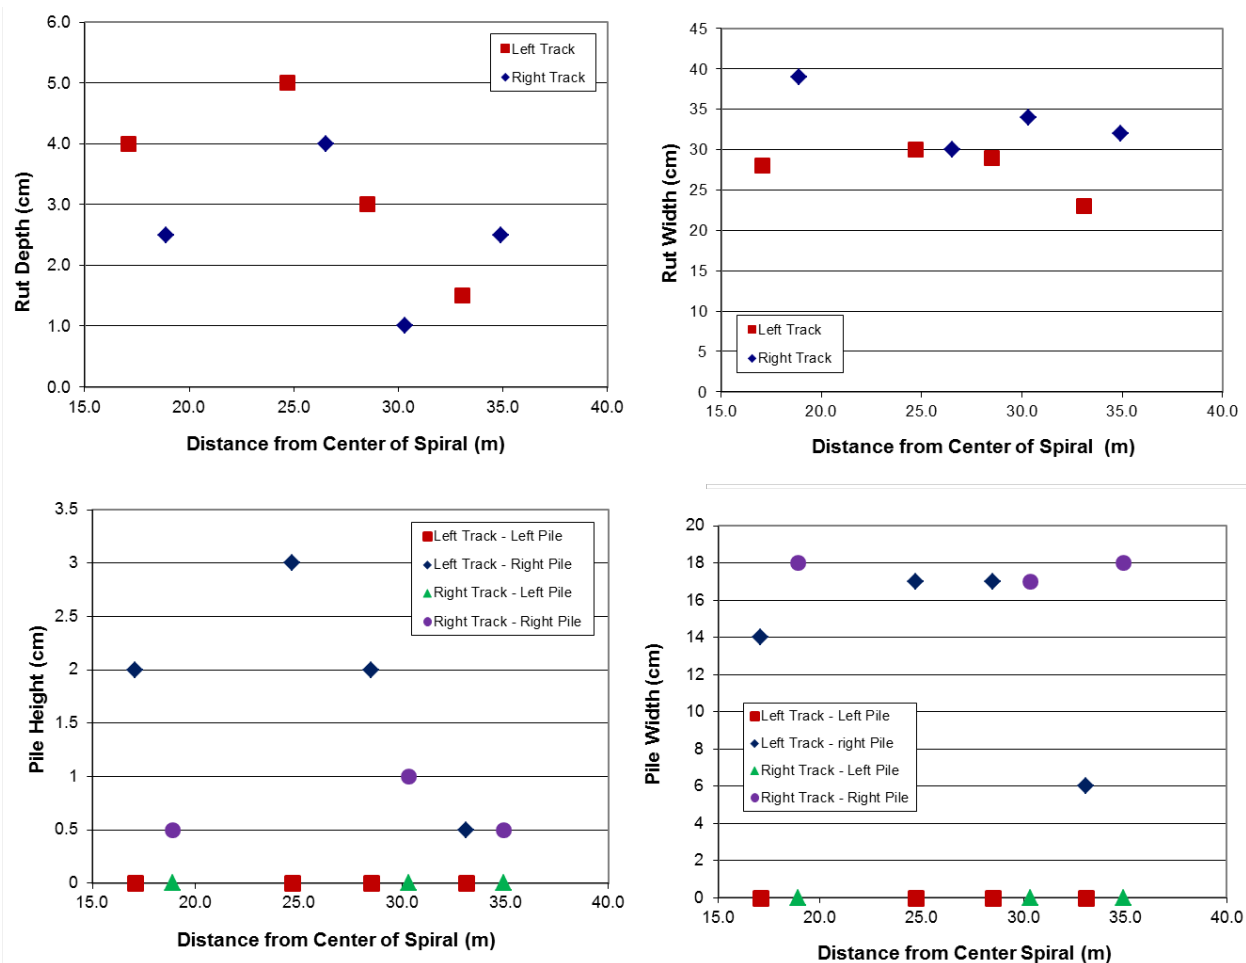 6.0
5.0
4.0
3.0
2.0
1.0
0.0
Rut Depth (cm)
Left Track
Right Track
15.0 20.0 25.0 30.0 35.0 40.0
Distance from Center of Spiral (m)
45
40
35
30
25
20
15
10
5
0
Rut Width (cm)
Left Track
Right Track
15.0 20.0 25.0 30.0 35.0 40.0
Distance from Center of Spiral (m)
3.5
3
2.5
2
1.5
1
0.5
0
Pile Height (cm)
Left Track - Left Pile
Left Track - Right Pile
Right Track - Left Pile
Right Track - Right Pile
15.0 20.0 25.0 30.0 35.0 40.0
Distance from Center of Spiral (m)
20
18
16
14
12
10
8
6
4
2
0
Pile Width (cm)
Left Track - Left Pile
Left Track - right Pile
Right Track - Left Pile
Right Track - Right Pile
15.0 20.0 25.0 30.0 35.0 40.0
Distance from Center Spiral (m)